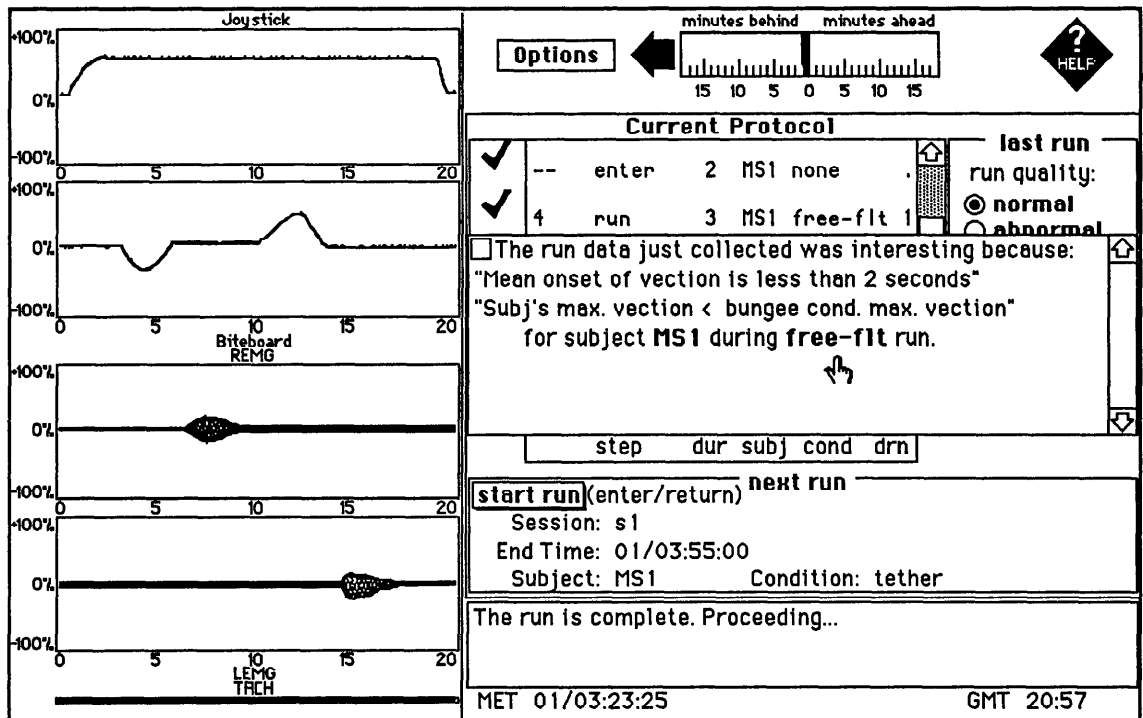 Joystick
+100%
0%
-100%
0 5 10 15 20
+100%
0%
-100%
0 5 10 15 20
Biteboard
REMG
+100%
0%
-100%
0 5 10 15 20
+100%
0%
-100%
0 5 10 15 20
LEMG
TACH
minutes behind minutes ahead
Options
15 10 5 0 5 10 15
?
HELP
Current Protocol
-- enter 2 MS1 none .
4 run 3 MS1 free-flt 1
last run
run quality:
normal
abnormal
The run data just collected was interesting because:
"Mean onset of vection is less than 2 seconds"
"Subj's max. vection < bungee cond. max. vection"
for subject MS1 during free-flt run.
step dur subj cond drn
next run
start run (enter/return)
Session: s1
End Time: 01/03:55:00
Subject: MS1 Condition: tether
The run is complete. Proceeding...
MET 01/03:23:25 GMT 20:57